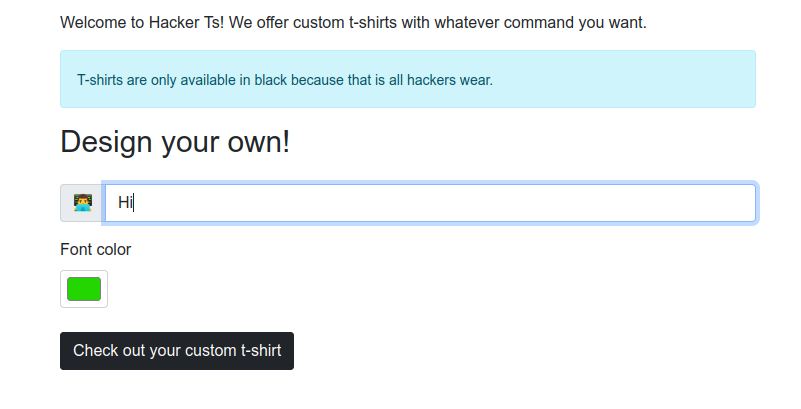 Welcome to Hacker Ts! We offer custom t-shirts with whatever command you want.
T-shirts are only available in black because that is all hackers wear.
Design your own!
Hi
Font color
Check out your custom t-shirt